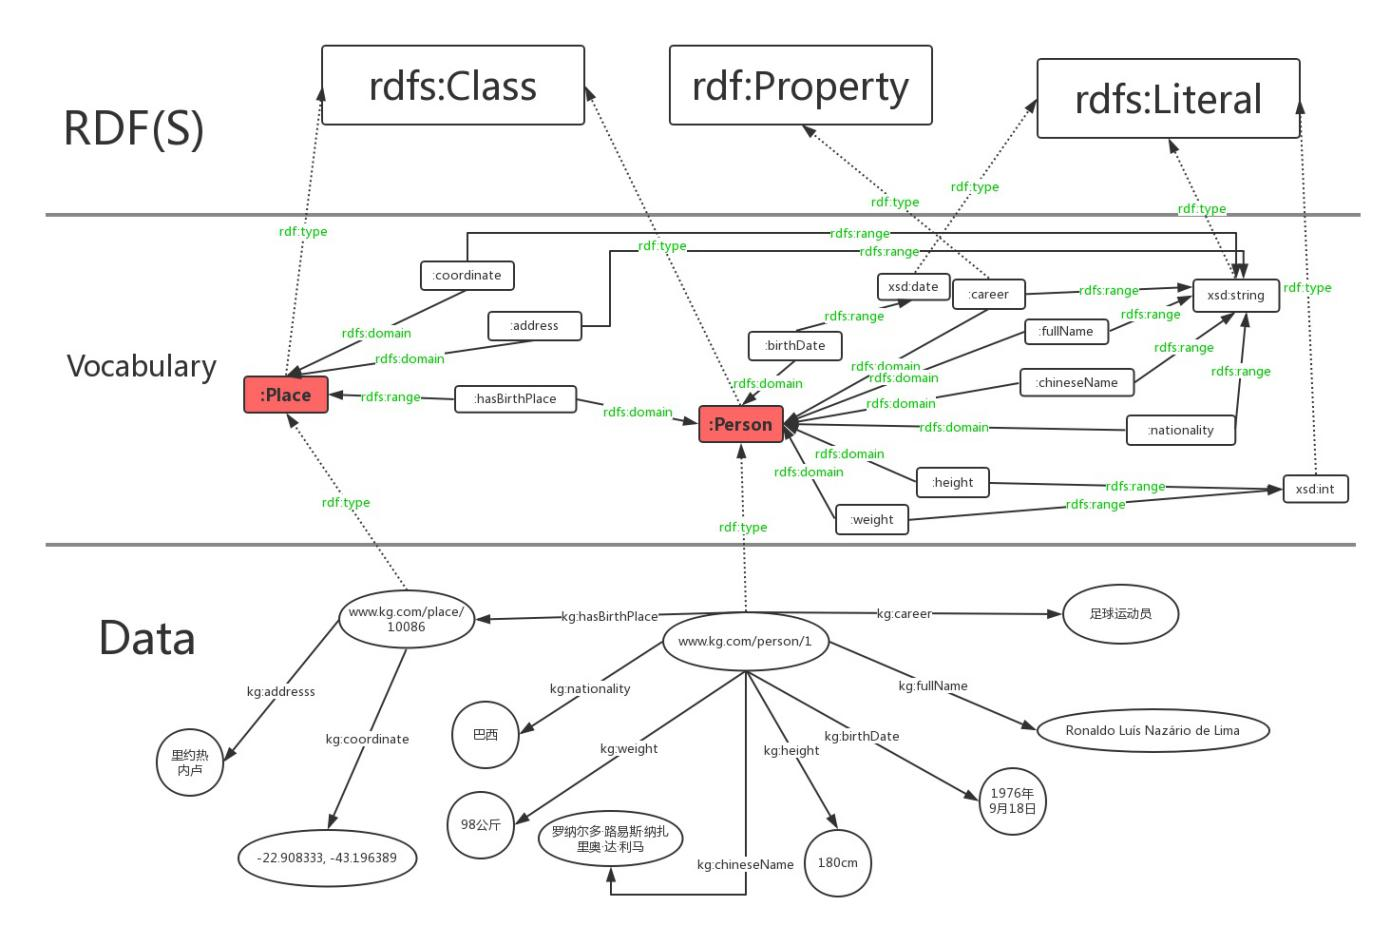 rdfs:Class
rdf:Property
rdfs:Literal
RDF(S)
rdf:type
rdf:type
rdf:type
rdf:type
rdfs:range
rdf:type
rdfs:range
:coordinate
xsd:date
:career
rdfs:range
xsd:string
rdf:type
rdfs:domain
:address
rdfs:range
:fullName
rdfs:range
rdfs:domain
:birthDate
rdfs:range
Vocabulary
rdfs:domain
rdfs:domain
rdfs:domain
:chineseName
rdfs:range
:Place
rdfs:range
:hasBirthPlace
rdfs:domain
rdfs:domain
:Person
rdfs:domain
:nationality
rdfs:domain
rdfs:domain
:height
rdfs:range
xsd:int
rdf:type
rdfs:range
:weight
rdf:type
www.kg.com/place/
10086
kg:hasBirthPlace
kg:career
足球运动员
Data
www.kg.com/person/1
kg:addresss
kg:nationality
kg:fullName
kg:coordinate
巴西
kg:weight
kg:height
kg:birthDate
Ronaldo Luís Nazário de Lima
里约热
内卢
98公斤
1976年
9月18日
罗纳尔多·路易斯·纳扎
里奥·达·利马
-22.908333, -43.196389
kg:chineseName
180cm